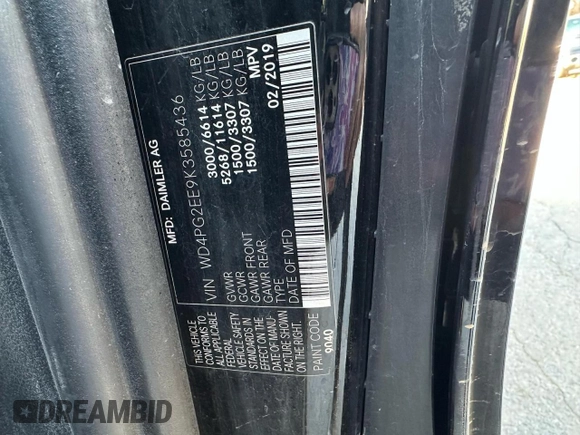 MFD: DAIMLER AG
VIN WD4PG2EE9K3585436
GVWR 3000/6614 KG/LB
GCWR 5268/11614 KG/LB
GAWR FRONT 1500/3307 KG/LB
GAWR REAR 1500/3307 KG/LB
TYPE MPV
DATE OF MFD 02/2019
THIS VEHICLE
CONFORMS TO
ALL APPLICABLE
FEDERAL
VEHICLE SAFETY
STANDARDS IN
EFFECT ON THE
DATE OF MANU-
FACTURE SHOWN
ON THE RIGHT.
PAINT CODE
9040
DREAMBID